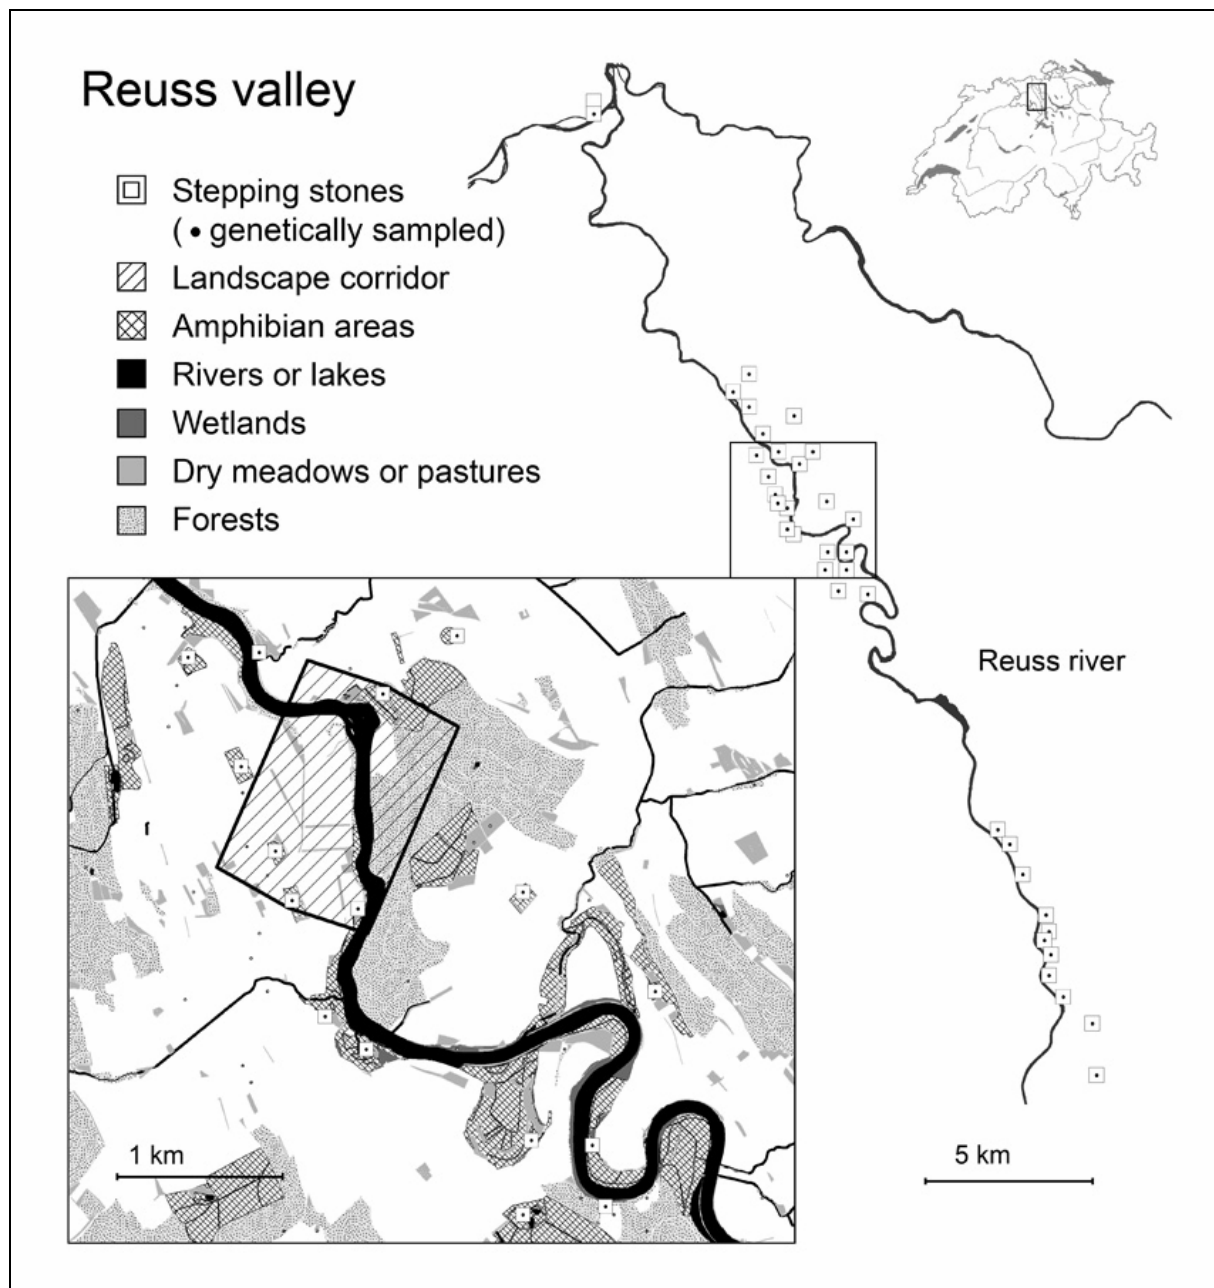 Reuss valley
Stepping stones
( • genetically sampled)
Landscape corridor
Amphibian areas
Rivers or lakes
Wetlands
Dry meadows or pastures
Forests
Reuss river
1 km
5 km